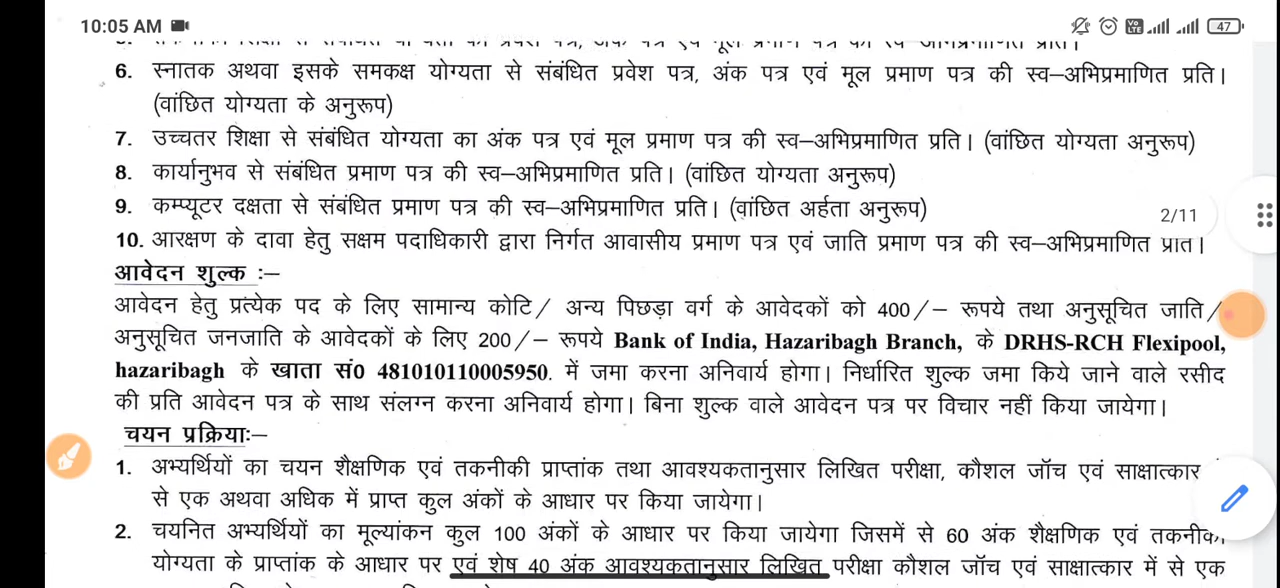 10:05 AM
Vo LTE 47
6. स्नातक अथवा इसके समकक्ष योग्यता से संबंधित प्रवेश पत्र, अंक पत्र एवं मूल प्रमाण पत्र की स्व–अभिप्रमाणित प्रति।
(वांछित योग्यता के अनुरूप)
7. उच्चतर शिक्षा से संबंधित योग्यता का अंक पत्र एवं मूल प्रमाण पत्र की स्व–अभिप्रमाणित प्रति। (वांछित योग्यता अनुरूप)
8. कार्यानुभव से संबंधित प्रमाण पत्र की स्व–अभिप्रमाणित प्रति। (वांछित योग्यता अनुरूप)
9. कम्प्यूटर दक्षता से संबंधित प्रमाण पत्र की स्व–अभिप्रमाणित प्रति। (वांछित अर्हता अनुरूप)
2/11
10. आरक्षण के दावा हेतु सक्षम पदाधिकारी द्वारा निर्गत आवासीय प्रमाण पत्र एवं जाति प्रमाण पत्र की स्व–अभिप्रमाणित प्रति।
आवेदन शुल्क :–
आवेदन हेतु प्रत्येक पद के लिए सामान्य कोटि/ अन्य पिछड़ा वर्ग के आवेदकों को 400/– रूपये तथा अनुसूचित जाति/
अनुसूचित जनजाति के आवेदकों के लिए 200/– रूपये Bank of India, Hazaribagh Branch, के DRHS-RCH Flexipool,
hazaribagh के खाता सं0 481010110005950. में जमा करना अनिवार्य होगा। निर्धारित शुल्क जमा किये जाने वाले रसीद
की प्रति आवेदन पत्र के साथ संलग्न करना अनिवार्य होगा। बिना शुल्क वाले आवेदन पत्र पर विचार नहीं किया जायेगा।
चयन प्रक्रियाः–
1. अभ्यर्थियों का चयन शैक्षणिक एवं तकनीकी प्राप्तांक तथा आवश्यकतानुसार लिखित परीक्षा, कौशल जॉच एवं साक्षात्कार
से एक अथवा अधिक में प्राप्त कुल अंकों के आधार पर किया जायेगा।
2. चयनित अभ्यर्थियों का मूल्यांकन कुल 100 अंकों के आधार पर किया जायेगा जिसमें से 60 अंक शैक्षणिक एवं तकनीकी
योग्यता के प्राप्तांक के आधार पर एवं शेष 40 अंक आवश्यकतानुसार लिखित परीक्षा कौशल जॉच एवं साक्षात्कार में से एक